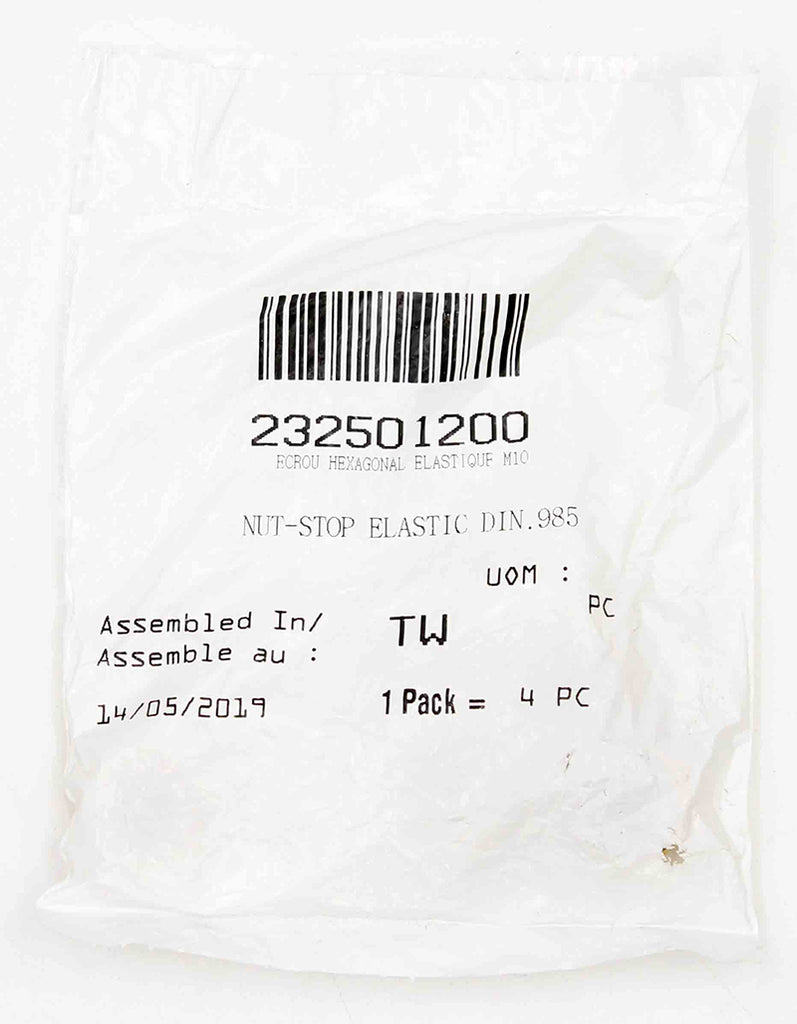 232501200
ECROU HEXAGONAL ELASTIQUE M10
NUT-STOP ELASTIC DIN.985
UOM :
PC
Assembled In/
Assemble au :
TW
14/05/2019
1 Pack = 4 PC